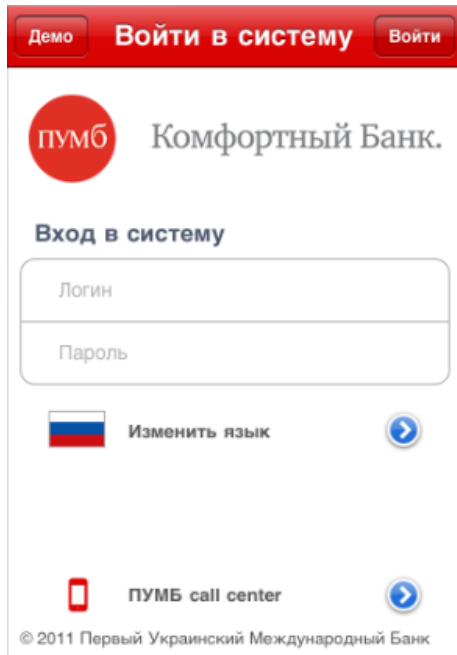 Демо Войти в систему Войти
пумб Комфортный Банк.
Вход в систему
Логин
Пароль
Изменить язык
ПУМБ call center
© 2011 Первый Украинский Международный Банк